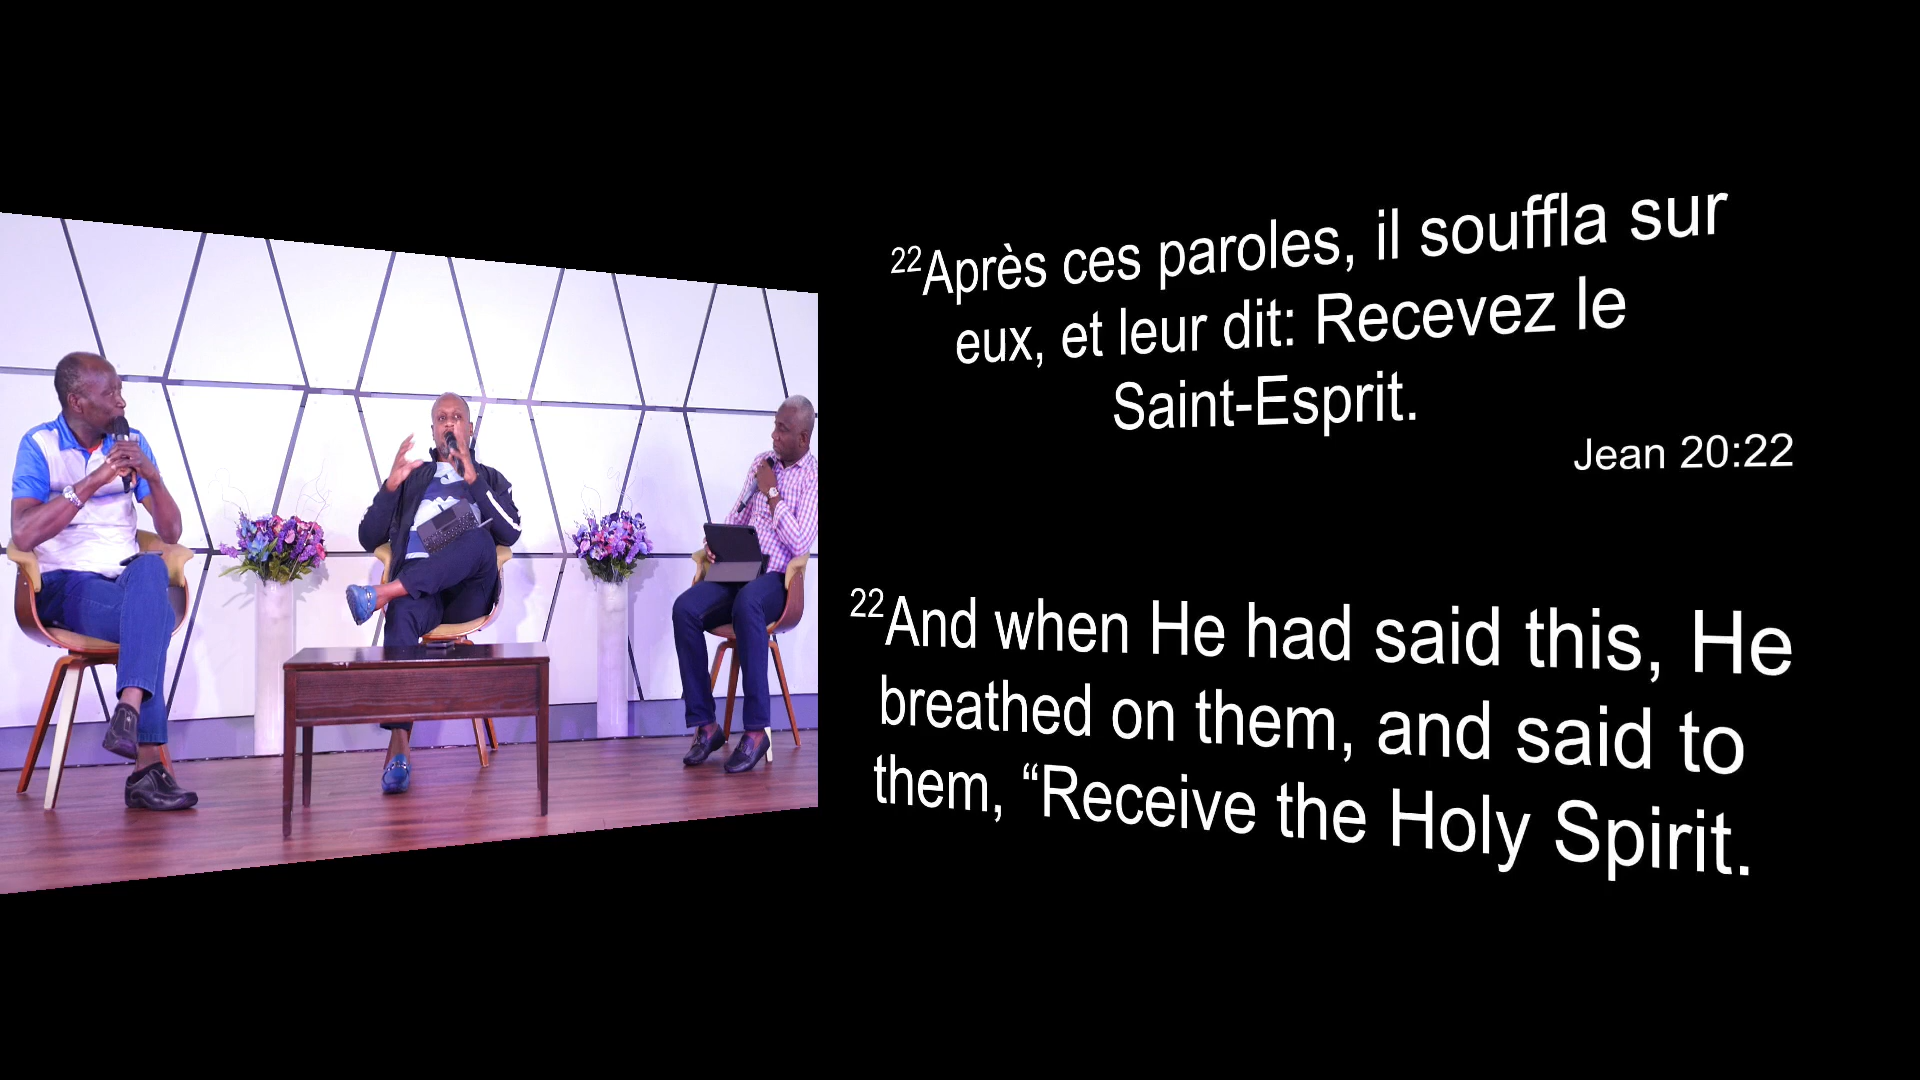 22Après ces paroles, il souffla sur
eux, et leur dit: Recevez le
Saint-Esprit.
Jean 20:22
22And when He had said this, He
breathed on them, and said to
them, “Receive the Holy Spirit.